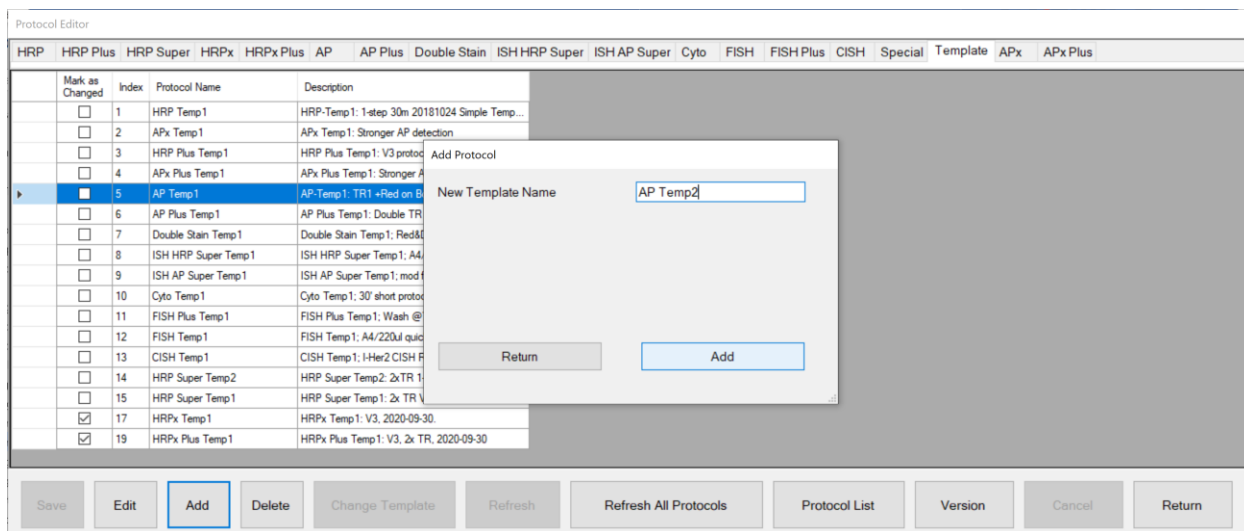 Protocol Editor
HRP HRP Plus HRP Super HRPx HRPx Plus AP AP Plus Double Stain ISH HRP Super ISH AP Super Cyto FISH FISH Plus CISH Special Template APx APx Plus
Mark as Changed Index Protocol Name Description
1 HRP Temp1 HRP-Temp1: 1-step 30m 20181024 Simple Temp...
2 APx Temp1 APx Temp1: Stronger AP detection
3 HRP Plus Temp1 HRP Plus Temp1: V3 protoc
4 APx Plus Temp1 APx Plus Temp1: Stronger A
5 AP Temp1 AP-Temp1: TR1 +Red on B
6 AP Plus Temp1 AP Plus Temp1: Double TR
7 Double Stain Temp1 Double Stain Temp1; Red&
8 ISH HRP Super Temp1 ISH HRP Super Temp1; A4
9 ISH AP Super Temp1 ISH AP Super Temp1; mod
10 Cyto Temp1 Cyto Temp1; 30' short protoc
11 FISH Plus Temp1 FISH Plus Temp1; Wash @
12 FISH Temp1 FISH Temp1; A4/220ul quic
13 CISH Temp1 CISH Temp1; I-Her2 CISH
14 HRP Super Temp2 HRP Super Temp2: 2xTR
15 HRP Super Temp1 HRP Super Temp1: 2x TR
17 HRPx Temp1 HRPx Temp1: V3, 2020-09-30.
19 HRPx Plus Temp1 HRPx Plus Temp1: V3, 2x TR, 2020-09-30
Add Protocol
New Template Name AP Temp2
Return Add
Save Edit Add Delete Change Template Refresh Refresh All Protocols Protocol List Version Cancel Return